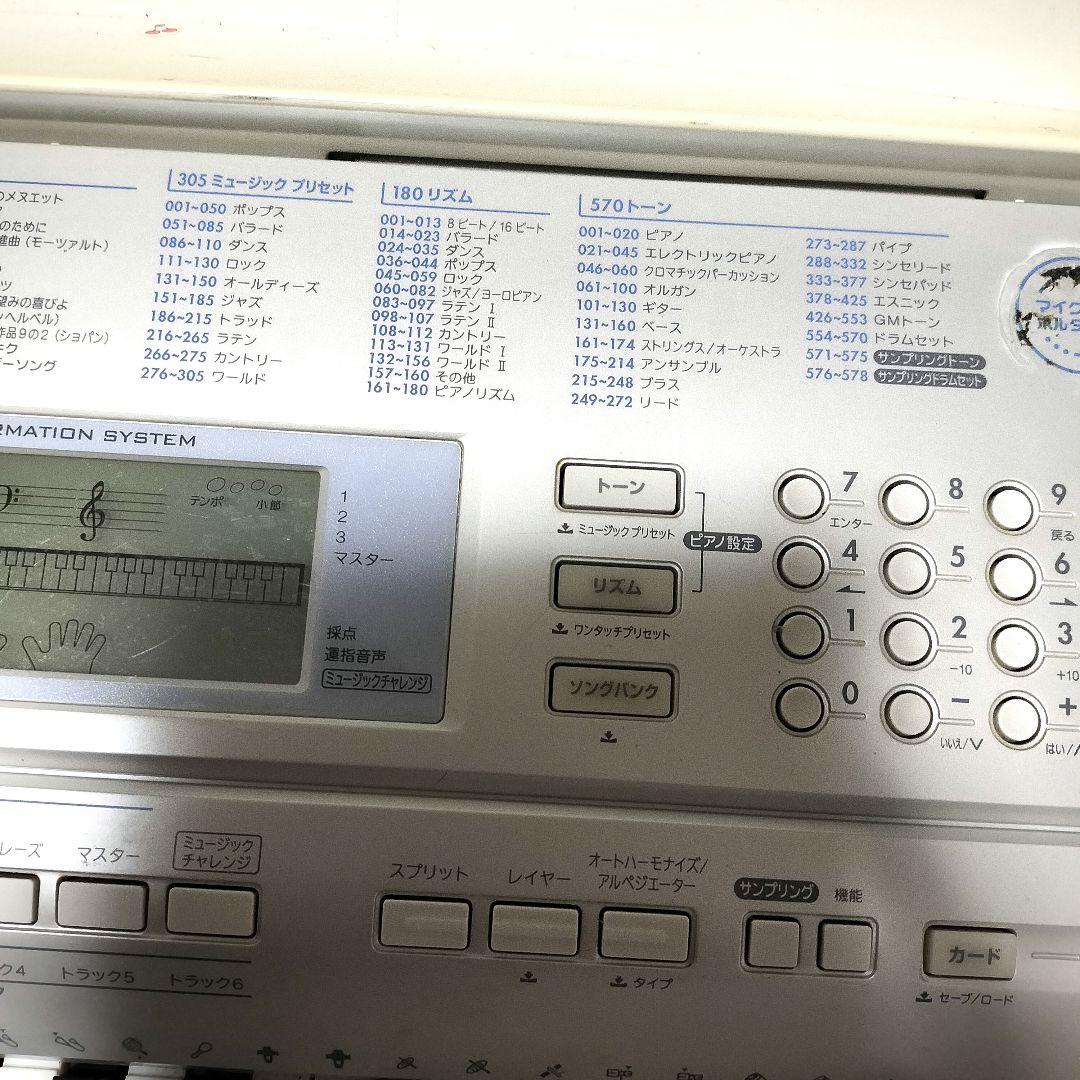 のメヌエット
のために
進曲 (モーツァルト)
望みの喜びよ
作品9の2 (ショパン)
305 ミュージック プリセット
001~050 ポップス
051~085 バラード
086~110 ダンス
111~130 ロック
131~150 オールディーズ
151~185 ジャズ
186~215 トラッド
216~265 ラテン
266~275 カントリー
276~305 ワールド
180 リズム
001~013 8 ビート/16 ビート
014~023 バラード
024~035 ダンス
036~044 ポップス
045~059 ロック
060~082 ジャズ/ヨーロピアン
083~097 ラテン I
098~107 ラテン II
108~112 カントリー
113~131 ワールド I
132~156 ワールド II
157~160 その他
161~180 ピアノリズム
570 トーン
001~020 ピアノ
021~045 エレクトリックピアノ
046~060 クロマチックパーカッション
061~100 オルガン
101~130 ギター
131~160 ベース
161~174 ストリングス/オーケストラ
175~214 アンサンブル
215~248 ブラス
249~272 リード
273~287 パイプ
288~332 シンセリード
333~377 シンセパッド
378~425 エスニック
426~553 GMトーン
554~570 ドラムセット
571~575 サンプリングトーン
576~578 サンプリングドラムセット
RMATION SYSTEM
テンポ 小節
1
2
3
マスター
採点
運指音声
ミュージックチャレンジ
トーン
ミュージック プリセット
ピアノ設定
リズム
ワンタッチプリセット
ソングバンク
7 8 9
エンター 戻る
4 5 6
1 2 3
-10 +10
0 − +
いいえ/∨ はい/∧
レーズ マスター ミュージック
チャレンジ
ク4 トラック5 トラック6
スプリット レイヤー オートハーモナイズ/
アルペジエーター
タイプ
サンプリング 機能
カード
セーブ/ロード